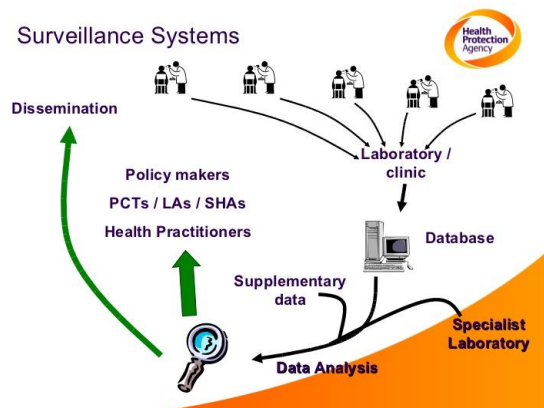 Surveillance Systems
Health
Protection
Agency
Dissemination
Laboratory /
clinic
Policy makers
PCTs / LAs / SHAs
Health Practitioners
Database
Supplementary
data
Specialist
Laboratory
Data Analysis